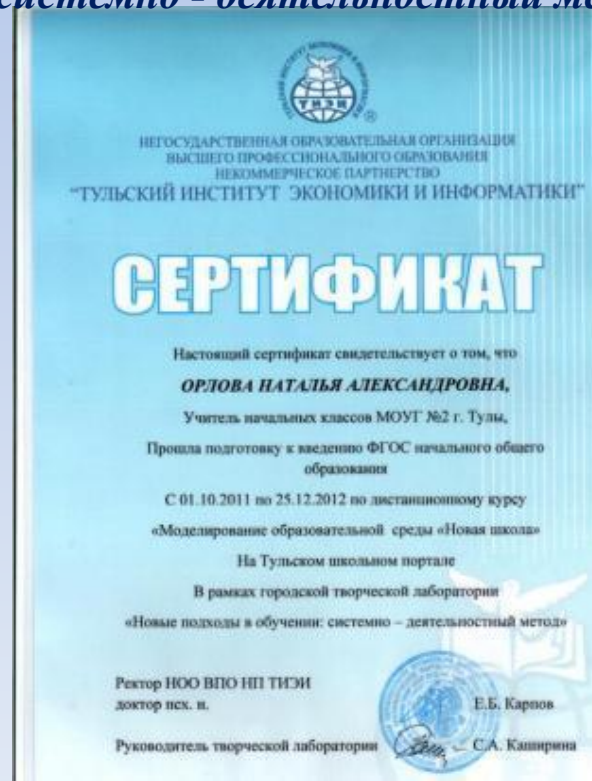 системно - деятельностный
ТИЭИ
НЕГОСУДАРСТВЕННАЯ ОБРАЗОВАТЕЛЬНАЯ ОРГАНИЗАЦИЯ
ВЫСШЕГО ПРОФЕССИОНАЛЬНОГО ОБРАЗОВАНИЯ
НЕКОММЕРЧЕСКОЕ ПАРТНЕРСТВО
"ТУЛЬСКИЙ ИНСТИТУТ ЭКОНОМИКИ И ИНФОРМАТИКИ"
СЕРТИФИКАТ
Настоящий сертификат свидетельствует о том, что
ОРЛОВА НАТАЛЬЯ АЛЕКСАНДРОВНА,
Учитель начальных классов МОУГ №2 г. Тулы,
Прошла подготовку к введению ФГОС начального общего
образования
С 01.10.2011 по 25.12.2012 по дистанционному курсу
«Моделирование образовательной среды «Новая школа»
На Тульском школьном портале
В рамках городской творческой лаборатории
«Новые подходы в обучении: системно – деятельностный метод»
Ректор НОО ВПО НП ТИЭИ
доктор псх. н. Е.Б. Карпов
Руководитель творческой лаборатории С.А. Каширина